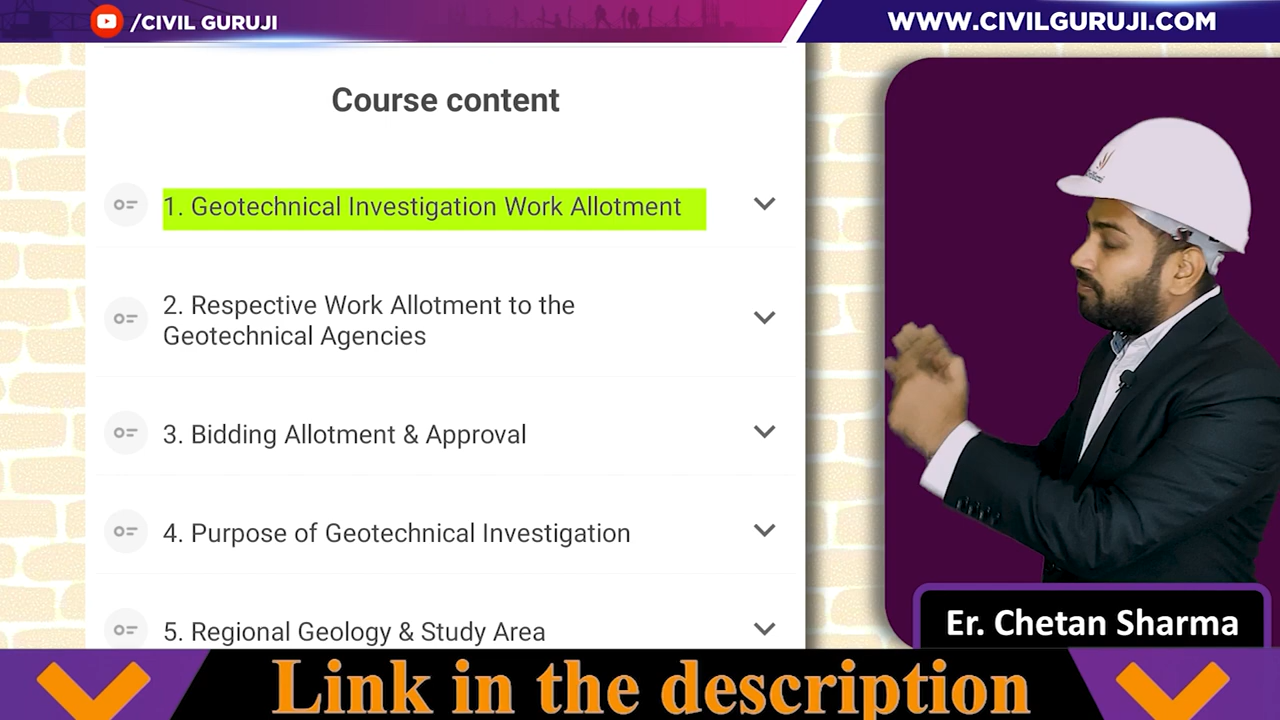 /CIVIL GURUJI
WWW.CIVILGURUJI.COM
Course content
1. Geotechnical Investigation Work Allotment
2. Respective Work Allotment to the
Geotechnical Agencies
3. Bidding Allotment & Approval
4. Purpose of Geotechnical Investigation
5. Regional Geology & Study Area
Er. Chetan Sharma
Link in the description